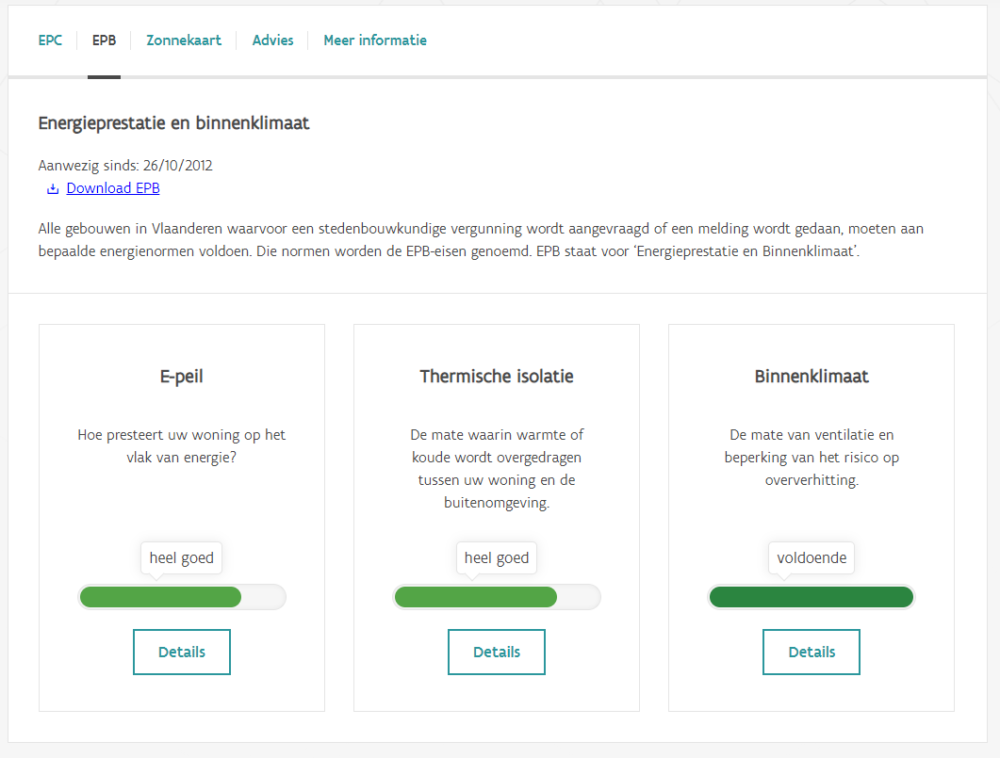 EPC EPB Zonnekaart Advies Meer informatie
Energieprestatie en binnenklimaat
Aanwezig sinds: 26/10/2012
Download EPB
Alle gebouwen in Vlaanderen waarvoor een stedenbouwkundige vergunning wordt aangevraagd of een melding wordt gedaan, moeten aan
bepaalde energienormen voldoen. Die normen worden de EPB-eisen genoemd. EPB staat voor ‘Energieprestatie en Binnenklimaat’.
E-peil
Hoe presteert uw woning op het
vlak van energie?
heel goed
Details
Thermische isolatie
De mate waarin warmte of
koude wordt overgedragen
tussen uw woning en de
buitenomgeving.
heel goed
Details
Binnenklimaat
De mate van ventilatie en
beperking van het risico op
oververhitting.
voldoende
Details